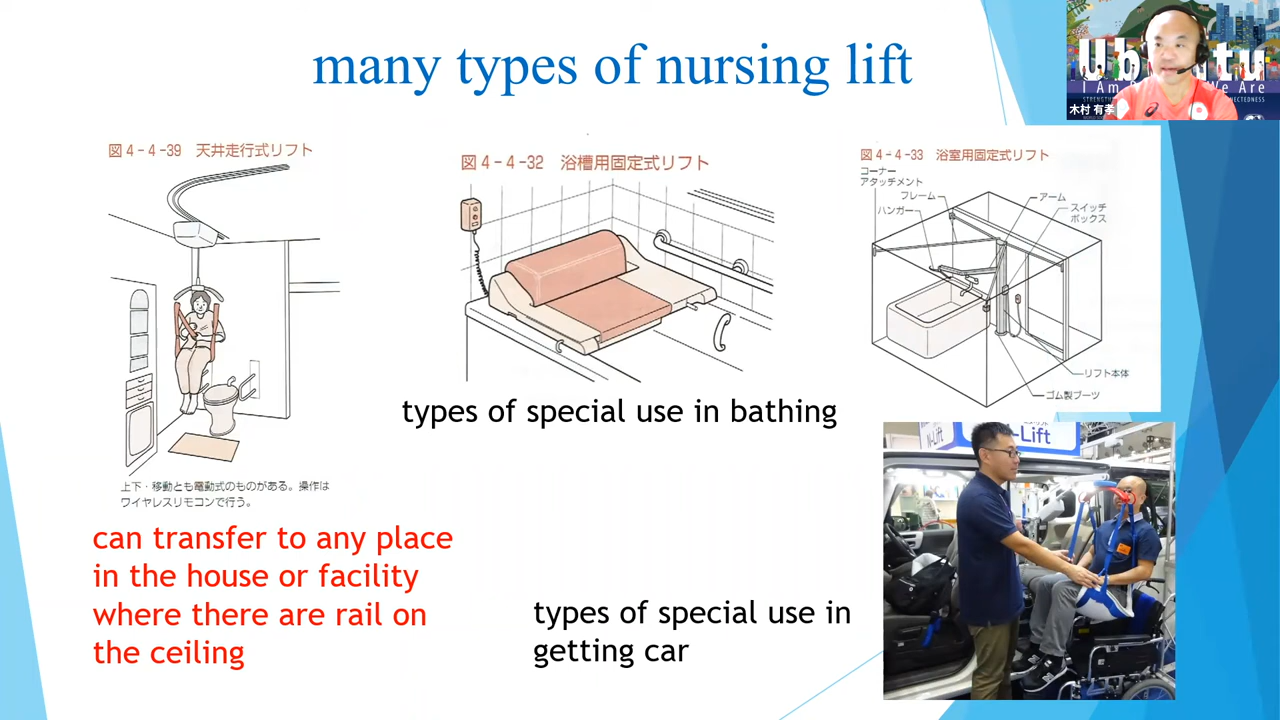 many types of nursing lift
I Am
We Are
木村 有孝
図4-4-39 天井走行式リフト
上下・移動とも電動式のものがある。操作は
ワイヤレスリモコンで行う。
can transfer to any place
in the house or facility
where there are rail on
the ceiling
図4-4-32 浴槽用固定式リフト
types of special use in bathing
図4-4-33 浴室用固定式リフト
コーナー
アタッチメント
フレーム
ハンガー
アーム
スイッチ
ボックス
リフト本体
ゴム製ブーツ
types of special use in
getting car
N-Lift
-Lift